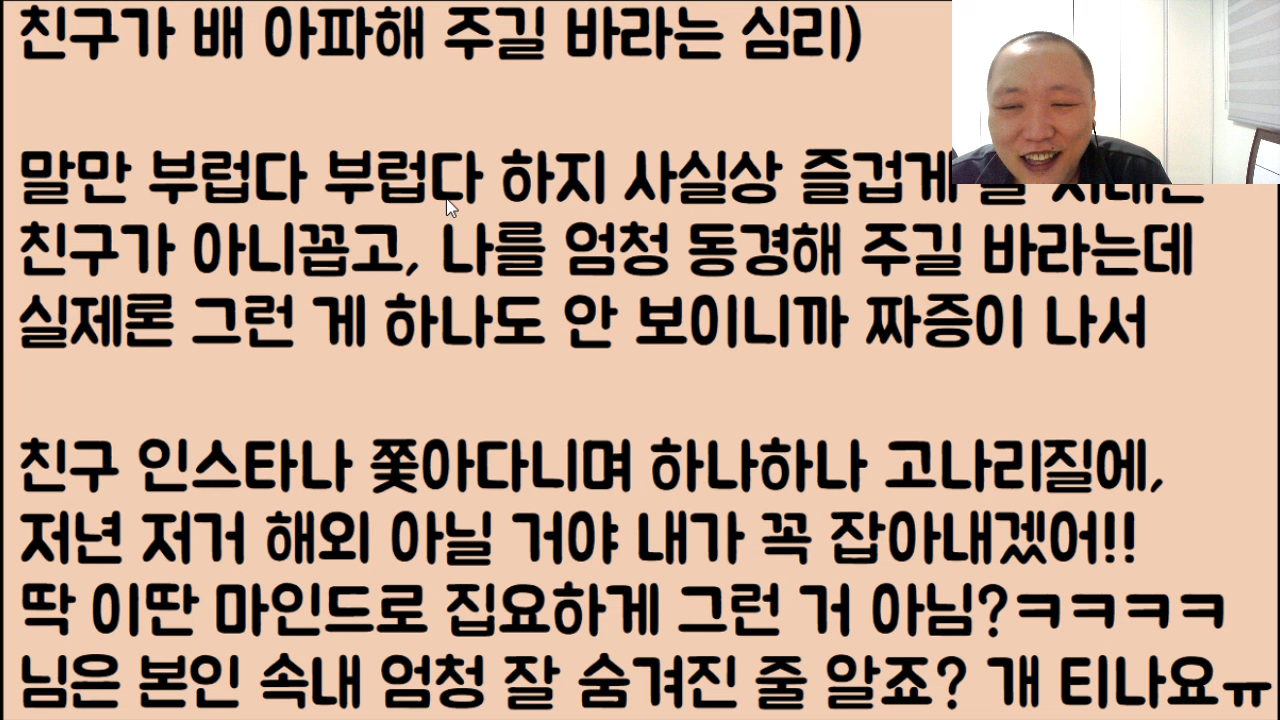 친구가 배 아파해 주길 바라는 심리)
말만 부럽다 부럽다 하지 사실상 즐겁게
친구가 아니꼽고, 나를 엄청 동경해 주길 바라는데
실제론 그런 게 하나도 안 보이니까 짜증이 나서
친구 인스타나 쫓아다니며 하나하나 고나리질에,
저년 저거 해외 아닐 거야 내가 꼭 잡아내겠어!!
딱 이딴 마인드로 집요하게 그런 거 아님?ㅋㅋㅋㅋ
님은 본인 속내 엄청 잘 숨겨진 줄 알죠? 개 티나요ㅠ